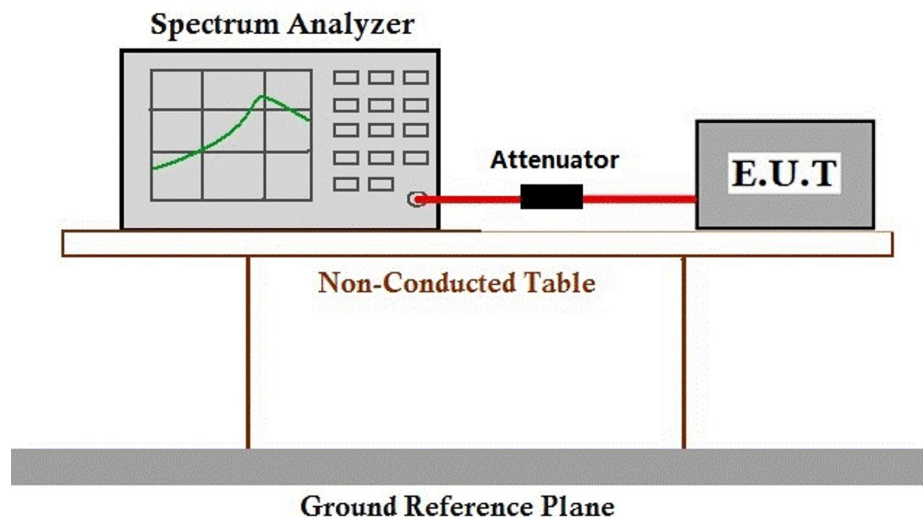 Spectrum Analyzer
Attenuator
E.U.T
Non-Conducted Table
Ground Reference Plane